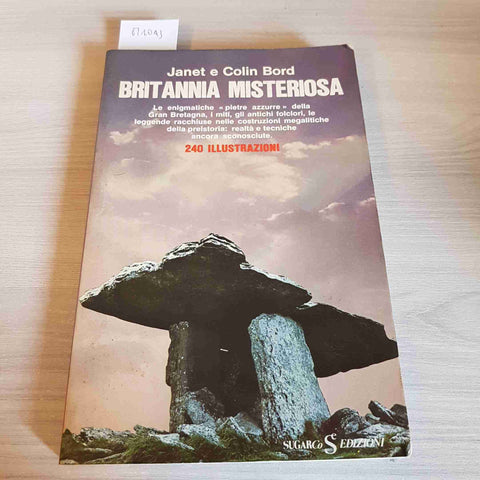 Janet e Colin Bord
BRITANNIA MISTERIOSA
Le enigmatiche « pietre azzurre » della
Gran Bretagna, i miti, gli antichi folclori, le
leggende racchiuse nelle costruzioni megalitiche
della preistoria: realtà e tecniche
ancora sconosciute.
240 ILLUSTRAZIONI
SUGARCo EDIZIONI